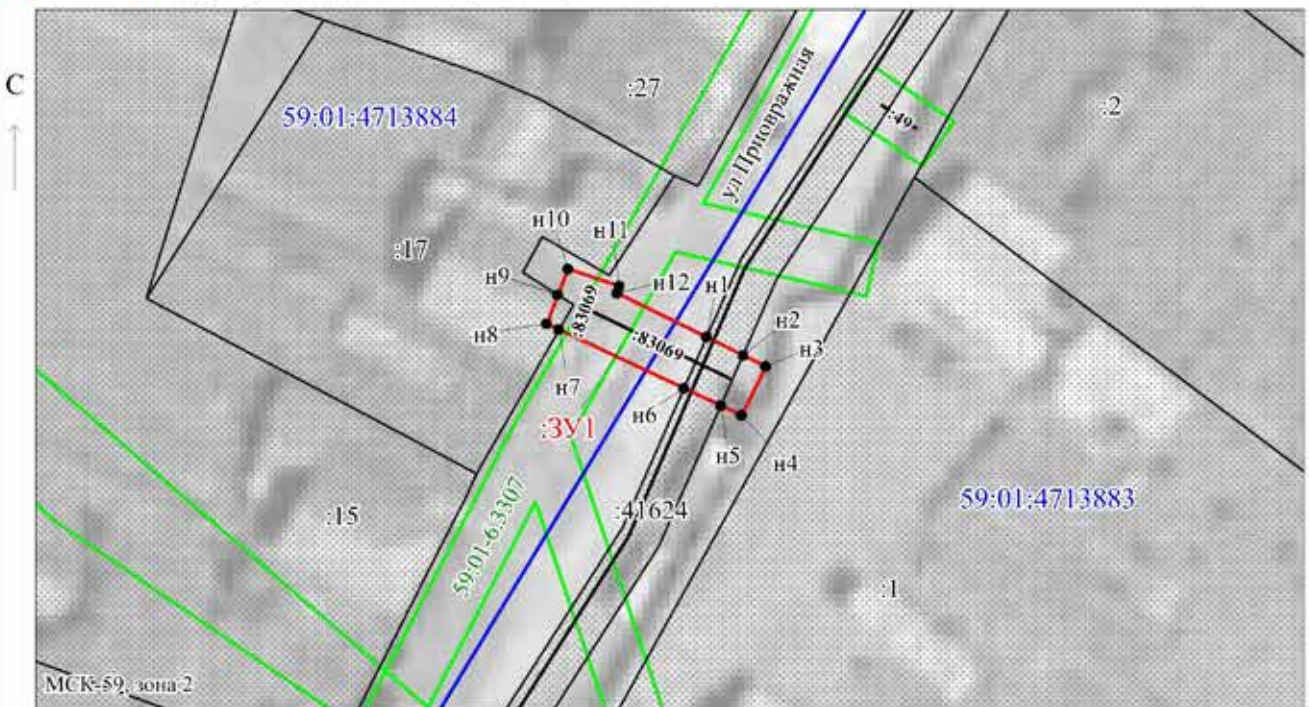 С
:27
ул Приовражная
:49
:2
59:01:4713884
н10
н11
:17
н12
н9
:83069
н1
н2
н3
:83069
н8
н7
н6
н5
н4
:ЗУ1
59:01:4713883
:41624
:15
59:01-6.3307
:1
МСК-59, зона 2